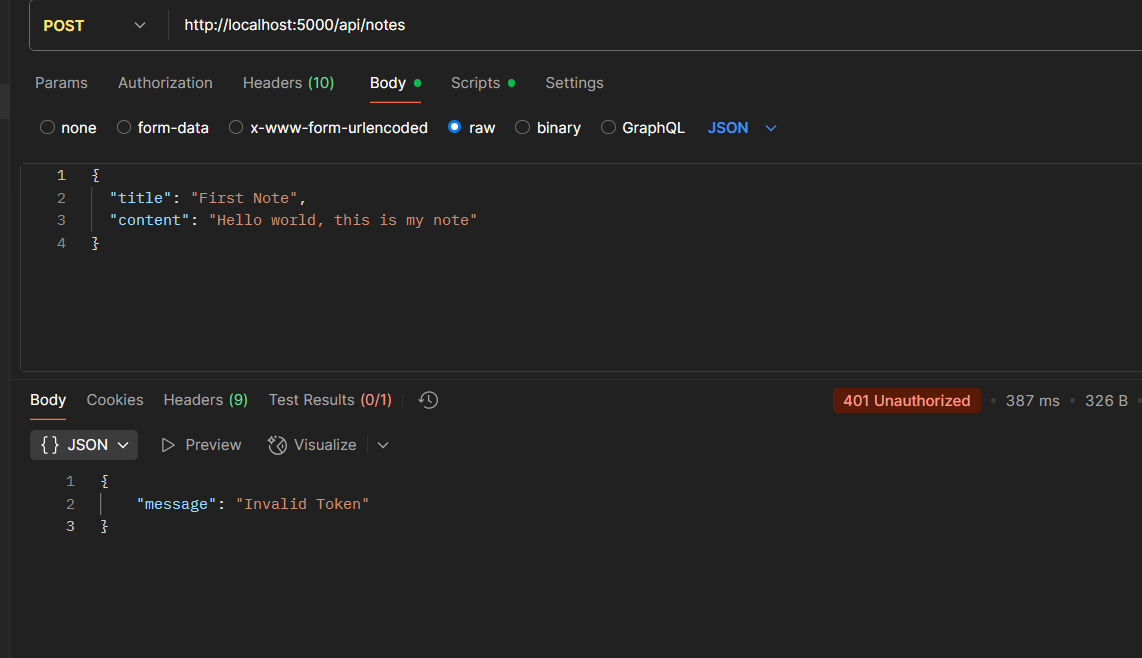 POST http://localhost:5000/api/notes
Params Authorization Headers (10) Body Scripts Settings
none form-data x-www-form-urlencoded raw binary GraphQL JSON
1 {
2 "title": "First Note",
3 "content": "Hello world, this is my note"
4 }
Body Cookies Headers (9) Test Results (0/1) 401 Unauthorized 387 ms 326 B
{} JSON Preview Visualize
1 {
2 "message": "Invalid Token"
3 }